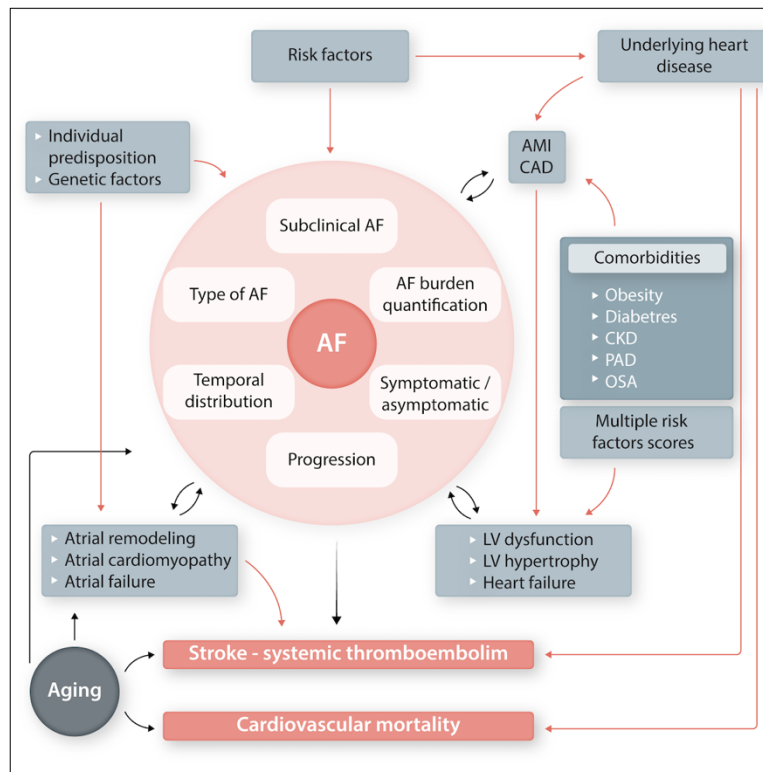 Risk factors
Underlying heart
disease
▸ Individual
predisposition
▸ Genetic factors
AMI
CAD
Subclinical AF
Type of AF
AF burden
quantification
AF
Temporal
distribution
Symptomatic /
asymptomatic
Progression
Comorbidities
▸ Obesity
▸ Diabetres
▸ CKD
▸ PAD
▸ OSA
Multiple risk
factors scores
▸ Atrial remodeling
▸ Atrial cardiomyopathy
▸ Atrial failure
▸ LV dysfunction
▸ LV hypertrophy
▸ Heart failure
Aging
Stroke - systemic thromboembolim
Cardiovascular mortality